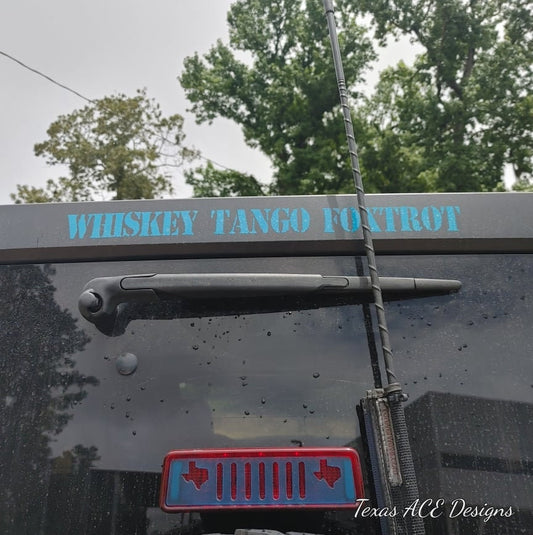 WHISKEY TANGO FOXTROT
Texas ACE Designs